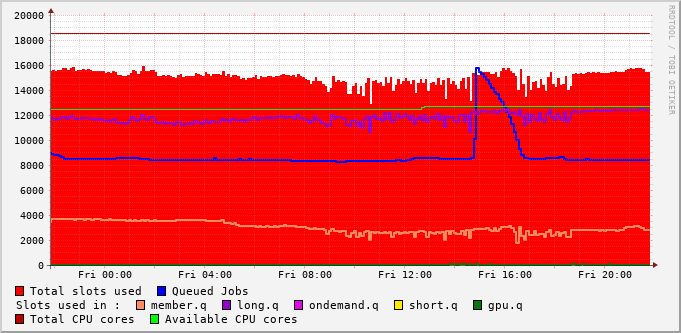 20000
18000
16000
14000
12000
10000
8000
6000
4000
2000
0
Fri 00:00 Fri 04:00 Fri 08:00 Fri 12:00 Fri 16:00 Fri 20:00
Total slots used Queued Jobs
Slots used in : member.q long.q ondemand.q short.q gpu.q
Total CPU cores Available CPU cores
RRDTOOL / TOBI OETIKER